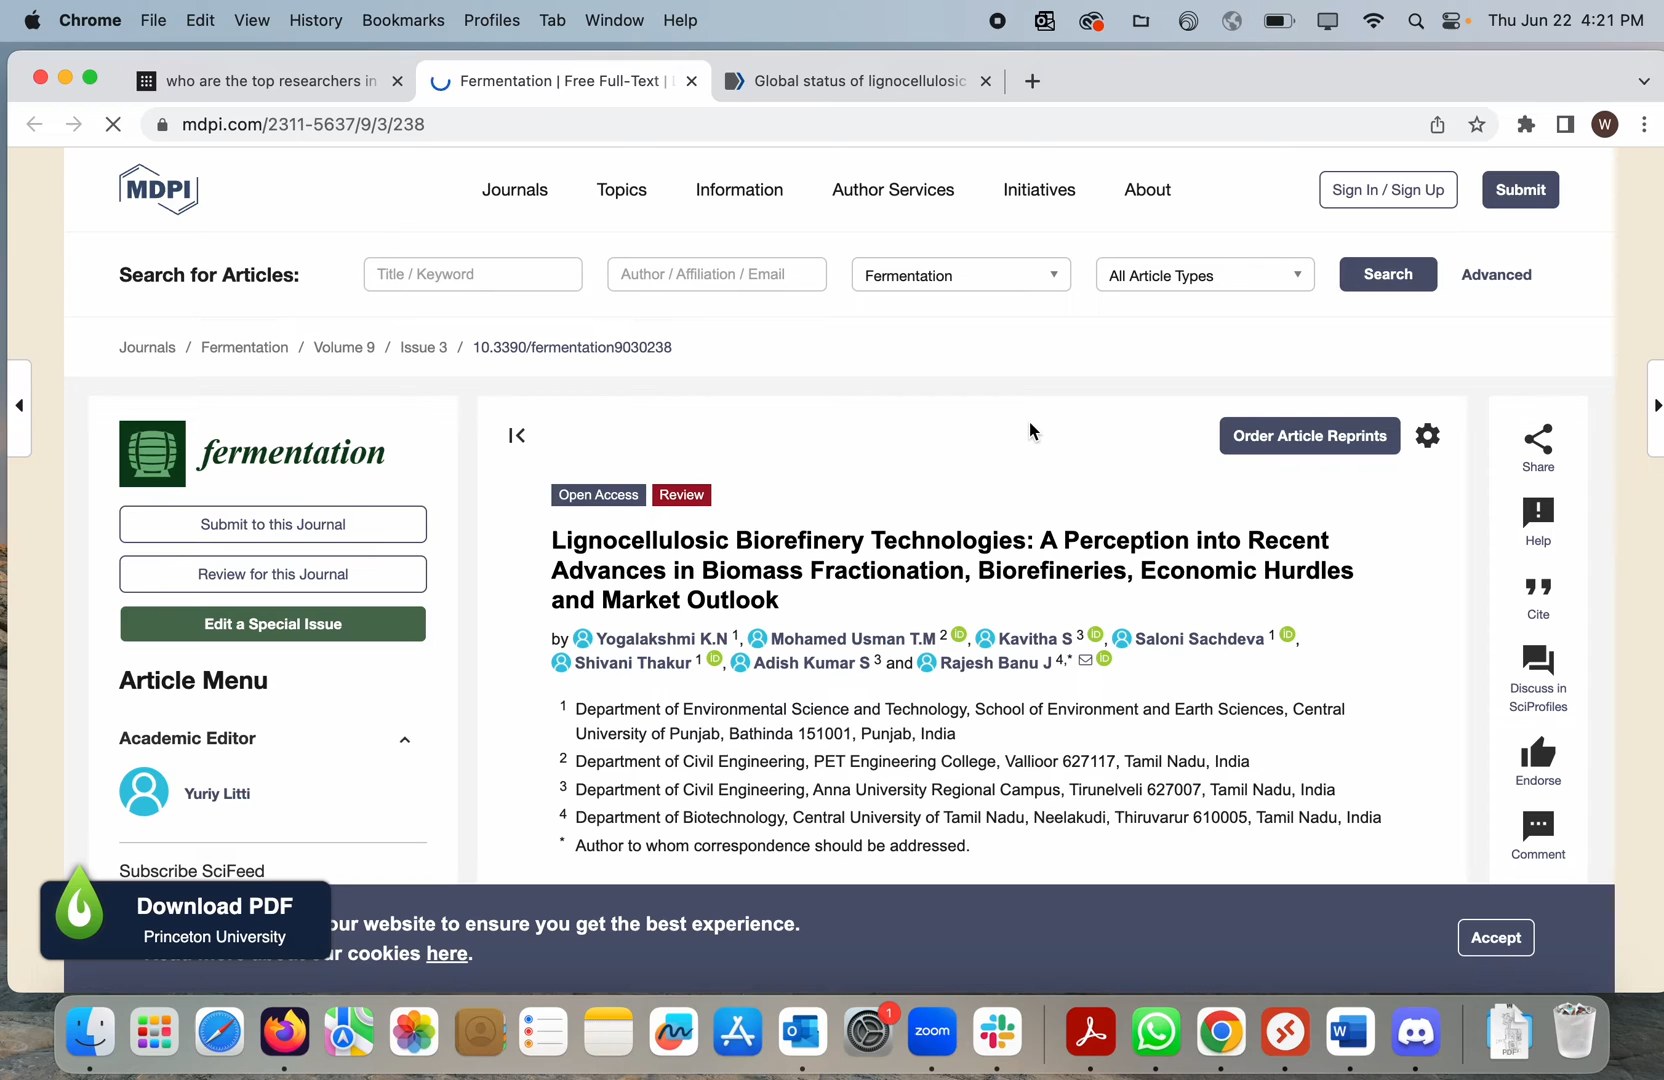 Chrome File Edit View History Bookmarks Profiles Tab Window Help Thu Jun 22 4:21 PM
who are the top researchers in
Fermentation | Free Full-Text |
Global status of lignocellulosic
mdpi.com/2311-5637/9/3/238
W
MDPI
Journals Topics Information Author Services Initiatives About Sign In / Sign Up Submit
Search for Articles: Title / Keyword Author / Affiliation / Email Fermentation All Article Types Search Advanced
Journals / Fermentation / Volume 9 / Issue 3 / 10.3390/fermentation9030238
fermentation
Submit to this Journal
Review for this Journal
Edit a Special Issue
Article Menu
Academic Editor
Yuriy Litti
Subscribe SciFeed
Order Article Reprints
Open Access Review
Lignocellulosic Biorefinery Technologies: A Perception into Recent
Advances in Biomass Fractionation, Biorefineries, Economic Hurdles
and Market Outlook
by Yogalakshmi K.N 1, Mohamed Usman T.M 2 iD, Kavitha S 3 iD, Saloni Sachdeva 1 iD,
Shivani Thakur 1 iD, Adish Kumar S 3 and Rajesh Banu J 4,* iD
1 Department of Environmental Science and Technology, School of Environment and Earth Sciences, Central
University of Punjab, Bathinda 151001, Punjab, India
2 Department of Civil Engineering, PET Engineering College, Vallioor 627117, Tamil Nadu, India
3 Department of Civil Engineering, Anna University Regional Campus, Tirunelveli 627007, Tamil Nadu, India
4 Department of Biotechnology, Central University of Tamil Nadu, Neelakudi, Thiruvarur 610005, Tamil Nadu, India
* Author to whom correspondence should be addressed.
Share
Help
Cite
Discuss in
SciProfiles
Endorse
Comment
Download PDF
Princeton University
our website to ensure you get the best experience.
cookies here.
Accept
1
zoom
W
PDF